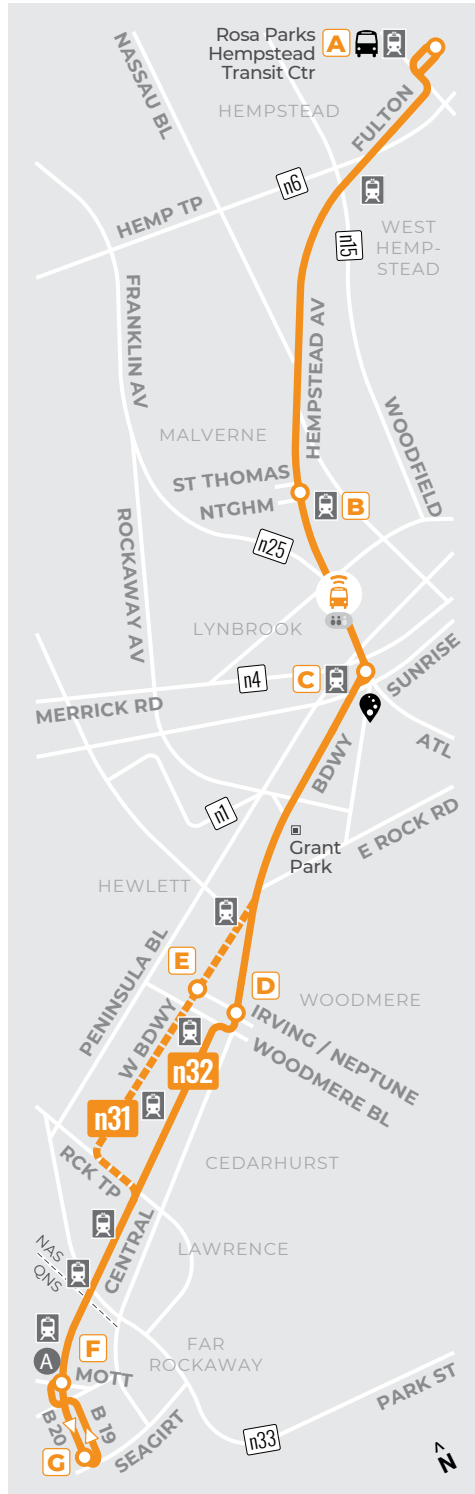 Rosa Parks
Hempstead
Transit Ctr
A
NASSAU BL
HEMPSTEAD
FULTON
n6
HEMP TP
n15
WEST
HEMP-
STEAD
FRANKLIN AV
HEMPSTEAD AV
MALVERNE
WOODFIELD
ST THOMAS
NTGHM
B
ROCKAWAY AV
n25
LYNBROOK
SUNRISE
n4
C
MERRICK RD
ATL
BDWY
n1
Grant
Park
E ROCK RD
HEWLETT
PENINSULA BL
E
D
WOODMERE
W BDWY
IRVING / NEPTUNE
WOODMERE BL
n32
n31
RCK TP
CEDARHURST
CENTRAL
LAWRENCE
NAS
QNS
A
F
FAR
ROCKAWAY
MOTT
PARK ST
B 20
B 19
SEAGIRT
n33
G
N